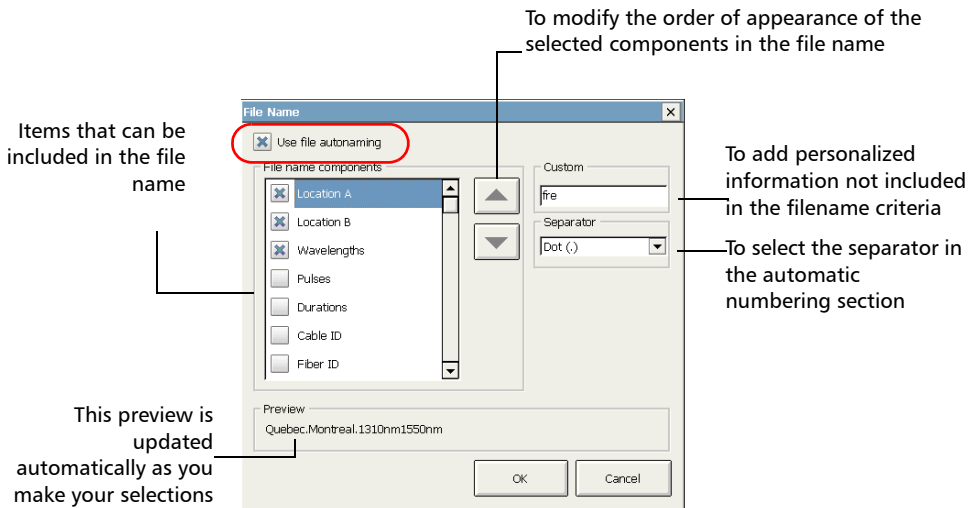 To modify the order of appearance of the
selected components in the file name
Items that can be
included in the file
name
File Name
Use file autonaming
File name components
Location A
Location B
Wavelengths
Pulses
Durations
Cable ID
Fiber ID
Custom
fre
Separator
Dot (.)
To add personalized
information not included
in the filename criteria
To select the separator in
the automatic
numbering section
Preview
Quebec.Montreal.1310nm1550nm
This preview is
updated
automatically as you
make your selections
OK
Cancel